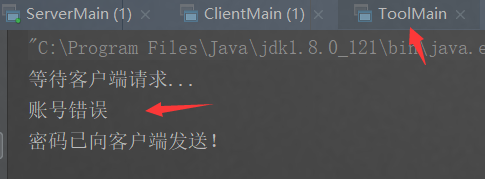 ServerMain (1) ClientMain (1) ToolMain
"C:\Program Files\Java\jdk1.8.0_121\bin\java.e
等待客户端请求...
账号错误
密码已向客户端发送！